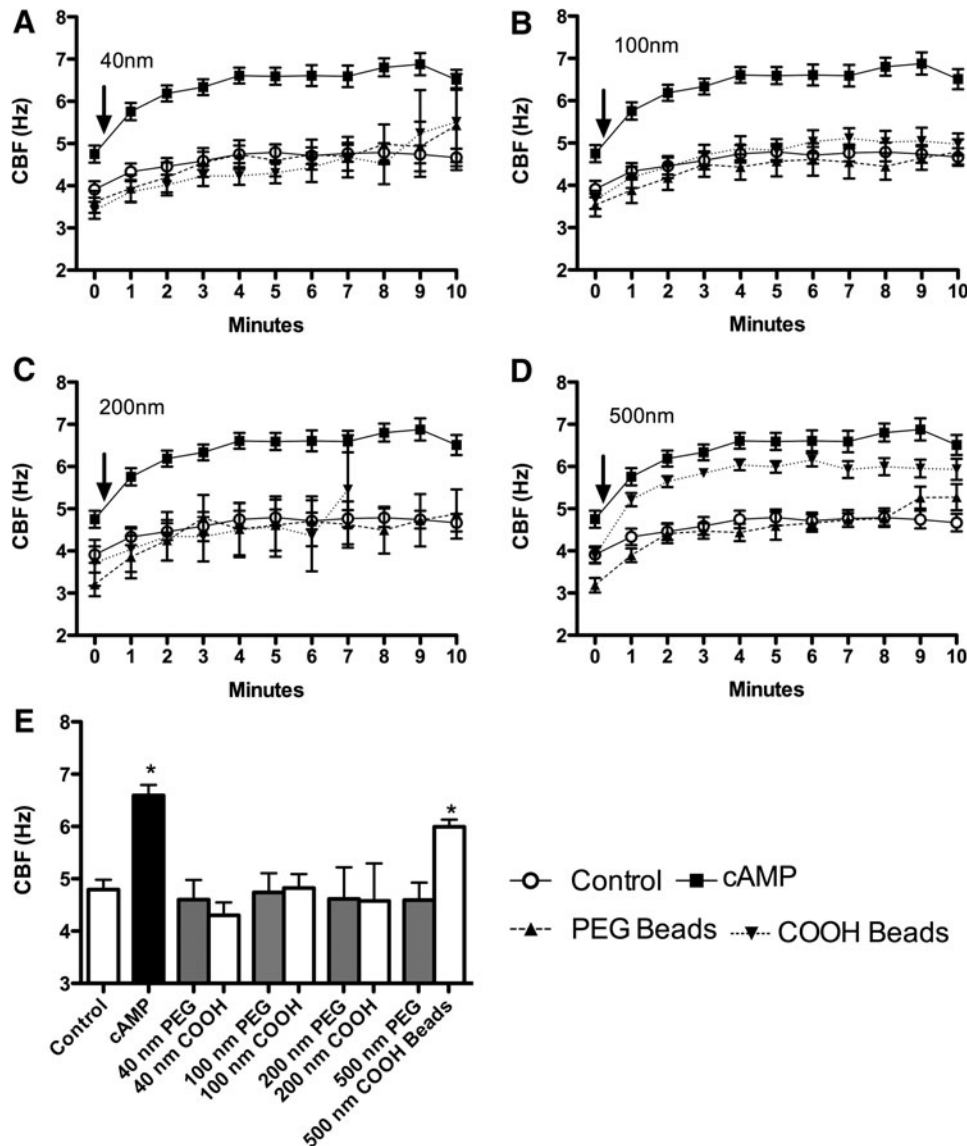 A
40nm
CBF (Hz)
8
7
6
5
4
3
2
0 1 2 3 4 5 6 7 8 9 10
Minutes
B
100nm
CBF (Hz)
8
7
6
5
4
3
2
0 1 2 3 4 5 6 7 8 9 10
Minutes
C
200nm
CBF (Hz)
8
7
6
5
4
3
2
0 1 2 3 4 5 6 7 8 9 10
Minutes
D
500nm
CBF (Hz)
8
7
6
5
4
3
2
0 1 2 3 4 5 6 7 8 9 10
Minutes
E
CBF (Hz)
8
7
6
5
4
3
*
*
Control
cAMP
40 nm PEG
40 nm COOH
100 nm PEG
100 nm COOH
200 nm PEG
200 nm COOH
500 nm PEG
500 nm COOH Beads
Control cAMP
PEG Beads COOH Beads